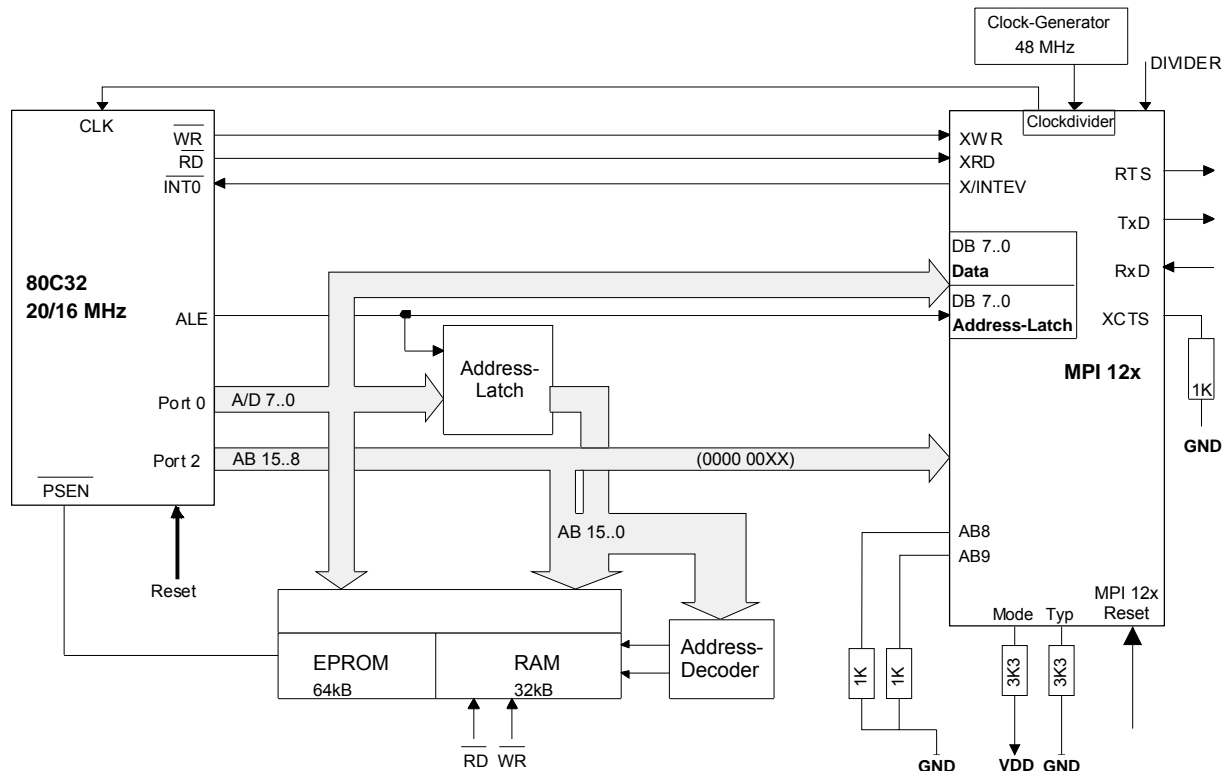 Clock-Generator
48 MHz
DIVIDER
CLK
Clockdivider
WR
RD
INT0
XWR
XRD
X/INTEV
RTS
TxD
RxD
XCTS
DB 7..0
Data
DB 7..0
Address-Latch
80C32
20/16 MHz
ALE
Address-
Latch
MPI 12x
1K
GND
Port 0
A/D 7..0
Port 2
AB 15..8
(0000 00XX)
PSEN
Reset
AB 15..0
AB8
AB9
MPI 12x
Reset
Mode
Typ
EPROM
64kB
RAM
32kB
Address-
Decoder
1K
1K
3K3
3K3
RD
WR
GND
VDD
GND